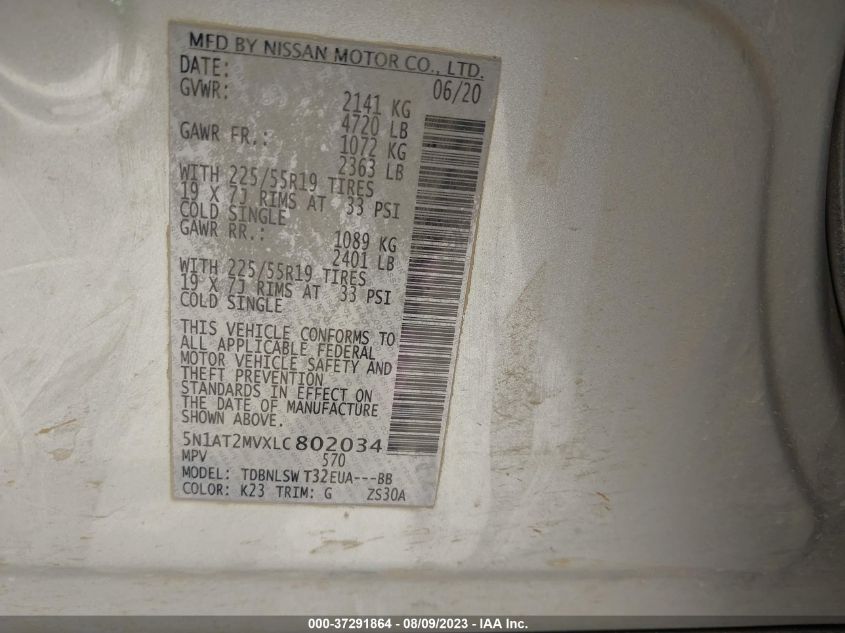 MFD BY NISSAN MOTOR CO., LTD.
DATE: 06/20
GVWR: 2141 KG
4720 LB
GAWR FR.: 1072 KG
2363 LB
WITH 225/55R19 TIRES
19 X 7J RIMS AT 33 PSI
COLD SINGLE
GAWR RR.: 1089 KG
2401 LB
WITH 225/55R19 TIRES
19 X 7J RIMS AT 33 PSI
COLD SINGLE
THIS VEHICLE CONFORMS TO
ALL APPLICABLE FEDERAL
MOTOR VEHICLE SAFETY AND
THEFT PREVENTION
STANDARDS IN EFFECT ON
THE DATE OF MANUFACTURE
SHOWN ABOVE.
5N1AT2MVXLC802034
MPV 570
MODEL: TDBNLSW T32EUA---BB
COLOR: K23 TRIM: G ZS30A
000-37291864 - 08/09/2023 - IAA Inc.